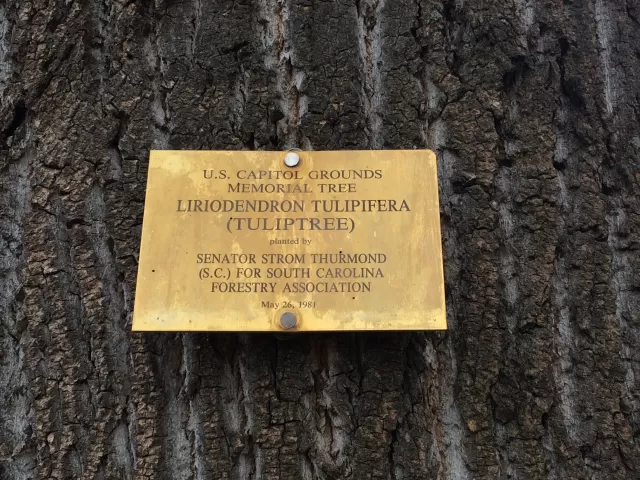 U.S. CAPITOL GROUNDS
MEMORIAL TREE
LIRIODENDRON TULIPIFERA
(TULIPTREE)
planted by
SENATOR STROM THURMOND
(S.C.) FOR SOUTH CAROLINA
FORESTRY ASSOCIATION
May 26, 1981